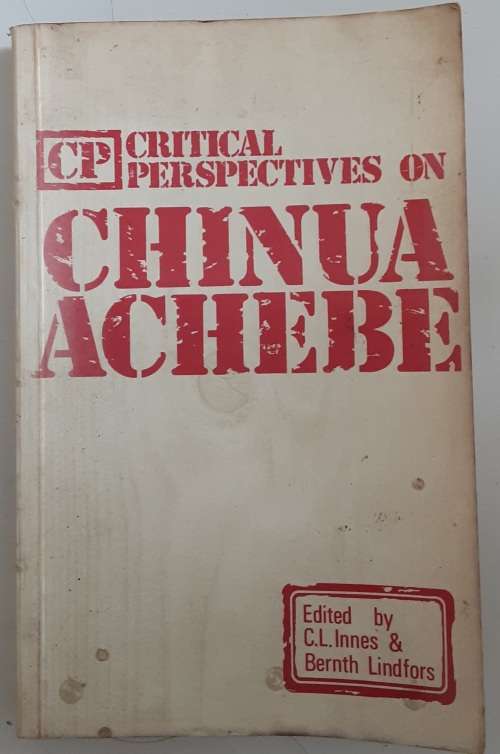 CP CRITICAL
PERSPECTIVES ON
CHINUA
ACHEBE
Edited by
C.L.Innes &
Bernth Lindfors